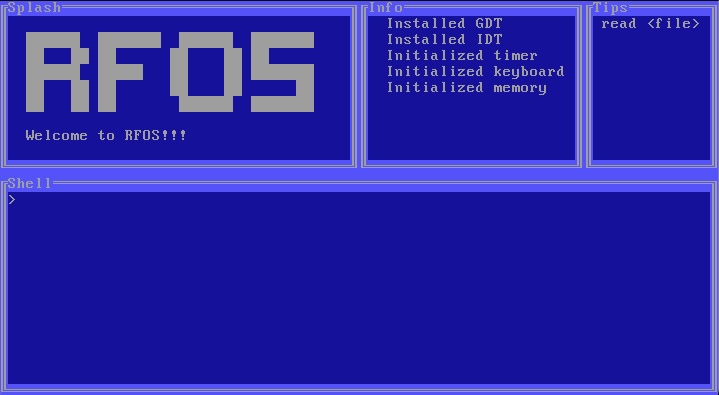 Splash
RFOS
Welcome to RFOS!!!
Info
Installed GDT
Installed IDT
Initialized timer
Initialized keyboard
Initialized memory
Tips
read <file>
Shell
>